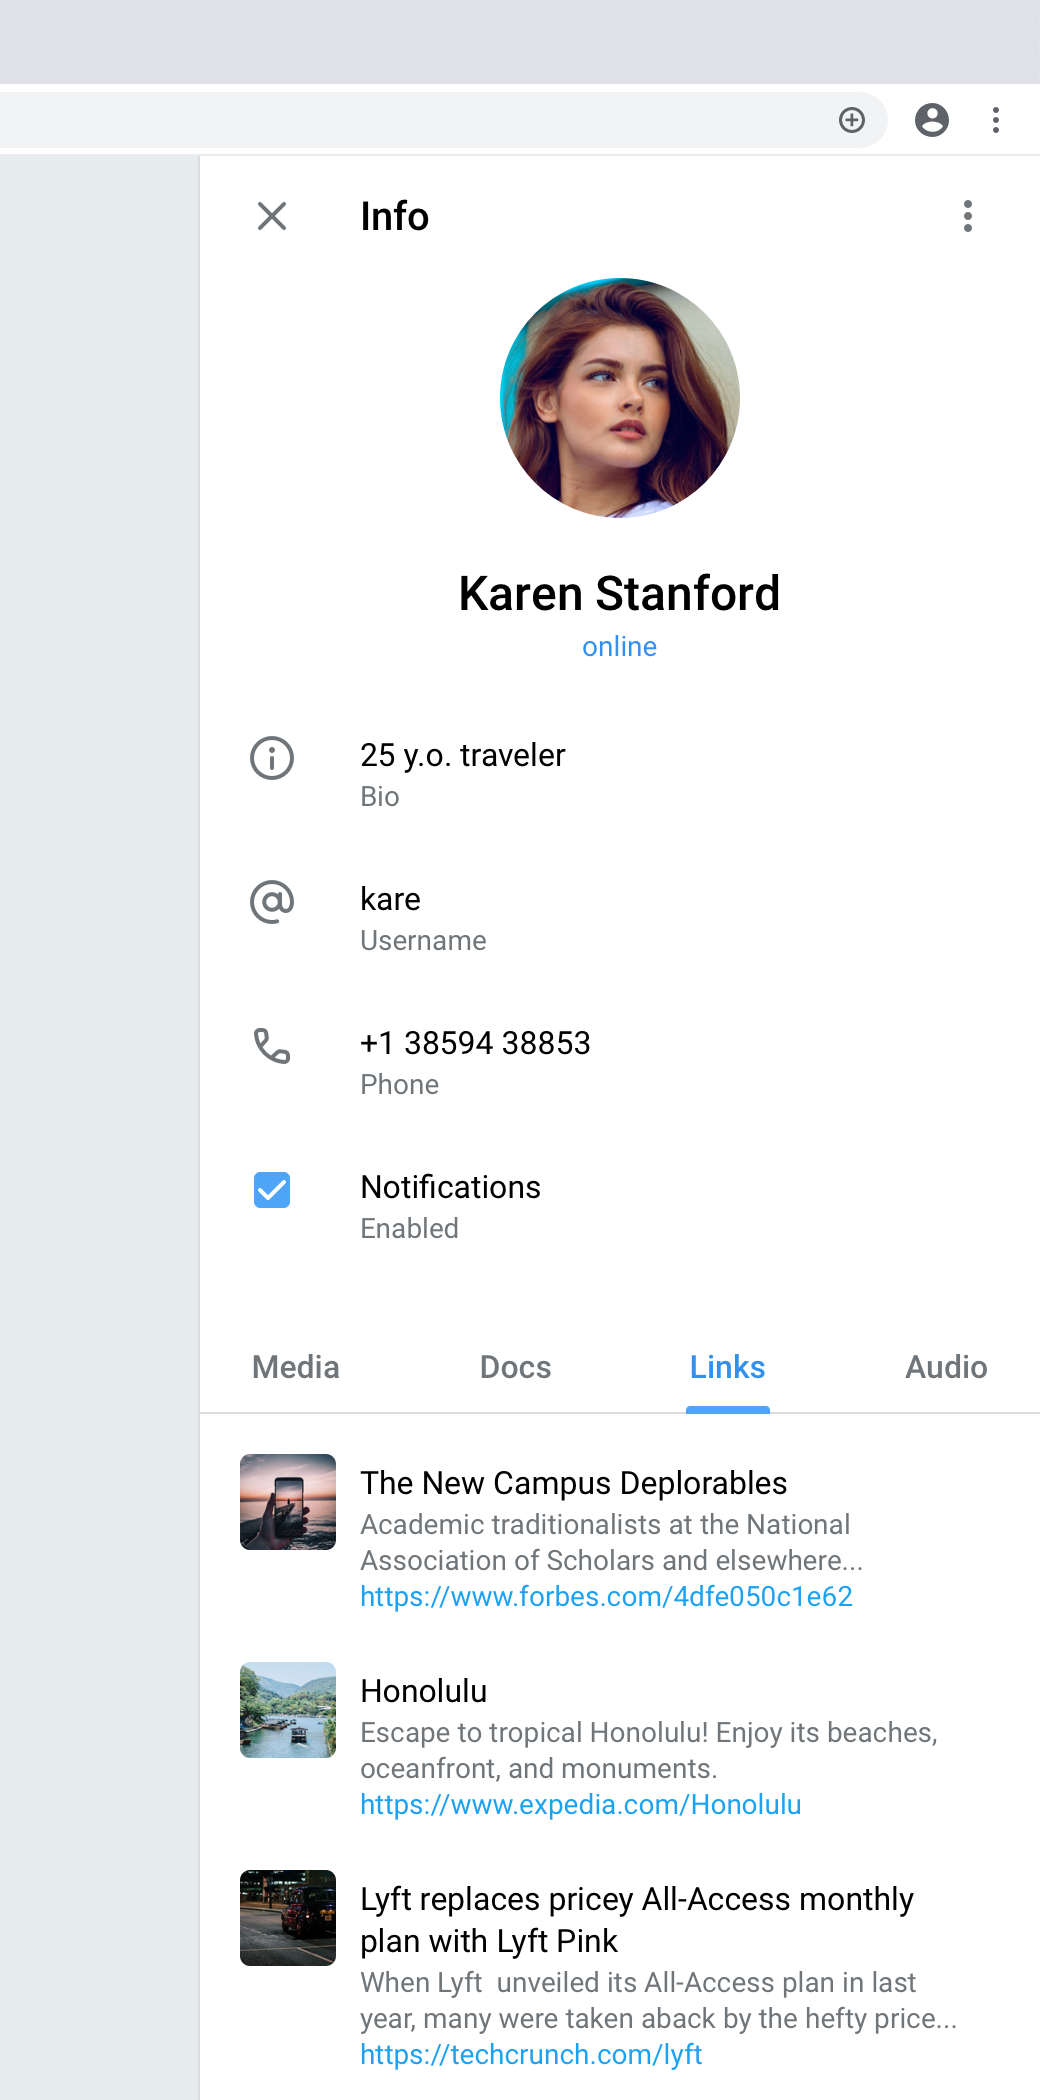 Info
Karen Stanford
online
25 y.o. traveler
Bio
kare
Username
+1 38594 38853
Phone
Notifications
Enabled
Media Docs Links Audio
The New Campus Deplorables
Academic traditionalists at the National
Association of Scholars and elsewhere...
https://www.forbes.com/4dfe050c1e62
Honolulu
Escape to tropical Honolulu! Enjoy its beaches,
oceanfront, and monuments.
https://www.expedia.com/Honolulu
Lyft replaces pricey All-Access monthly
plan with Lyft Pink
When Lyft  unveiled its All-Access plan in last
year, many were taken aback by the hefty price...
https://techcrunch.com/lyft